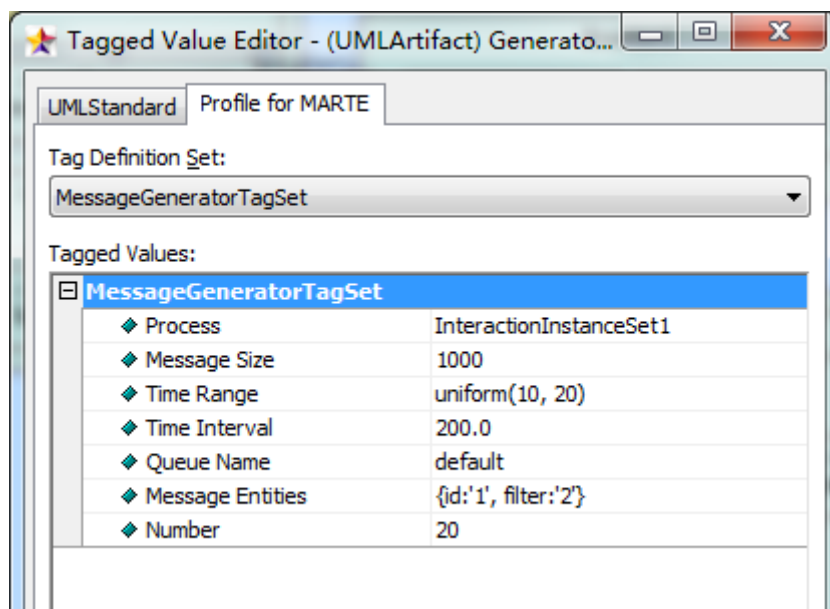 Tagged Value Editor - (UMLArtifact) Generato...
UMLStandard Profile for MARTE
Tag Definition Set:
MessageGeneratorTagSet
Tagged Values:
MessageGeneratorTagSet
Process InteractionInstanceSet1
Message Size 1000
Time Range uniform(10, 20)
Time Interval 200.0
Queue Name default
Message Entities {id:'1', filter:'2'}
Number 20